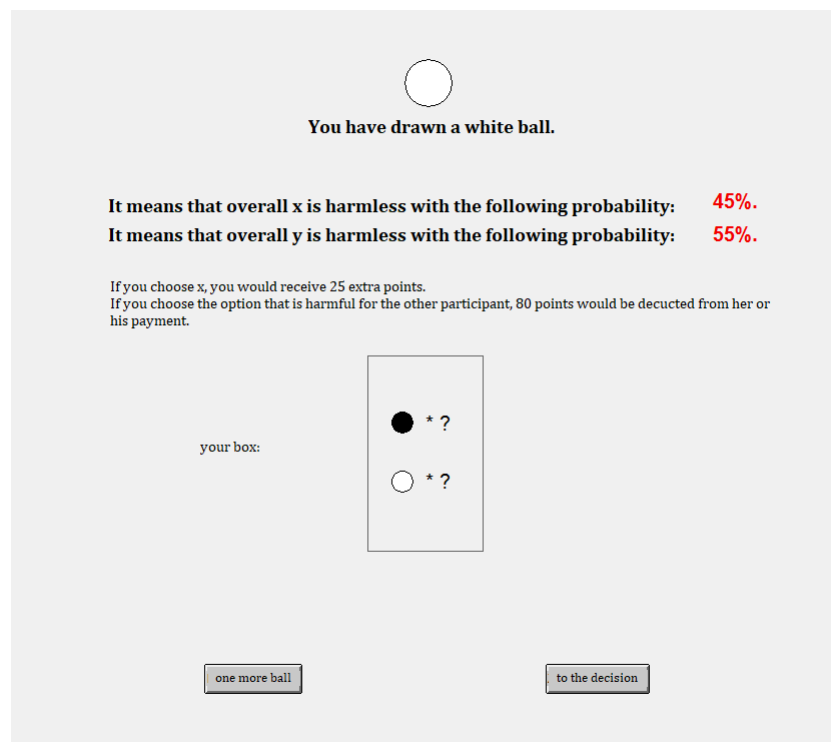 You have drawn a white ball.
It means that overall x is harmless with the following probability: 45%.
It means that overall y is harmless with the following probability: 55%.
If you choose x, you would receive 25 extra points.
If you choose the option that is harmful for the other participant, 80 points would be decucted from her or
his payment.
* ?
your box:
* ?
one more ball
to the decision